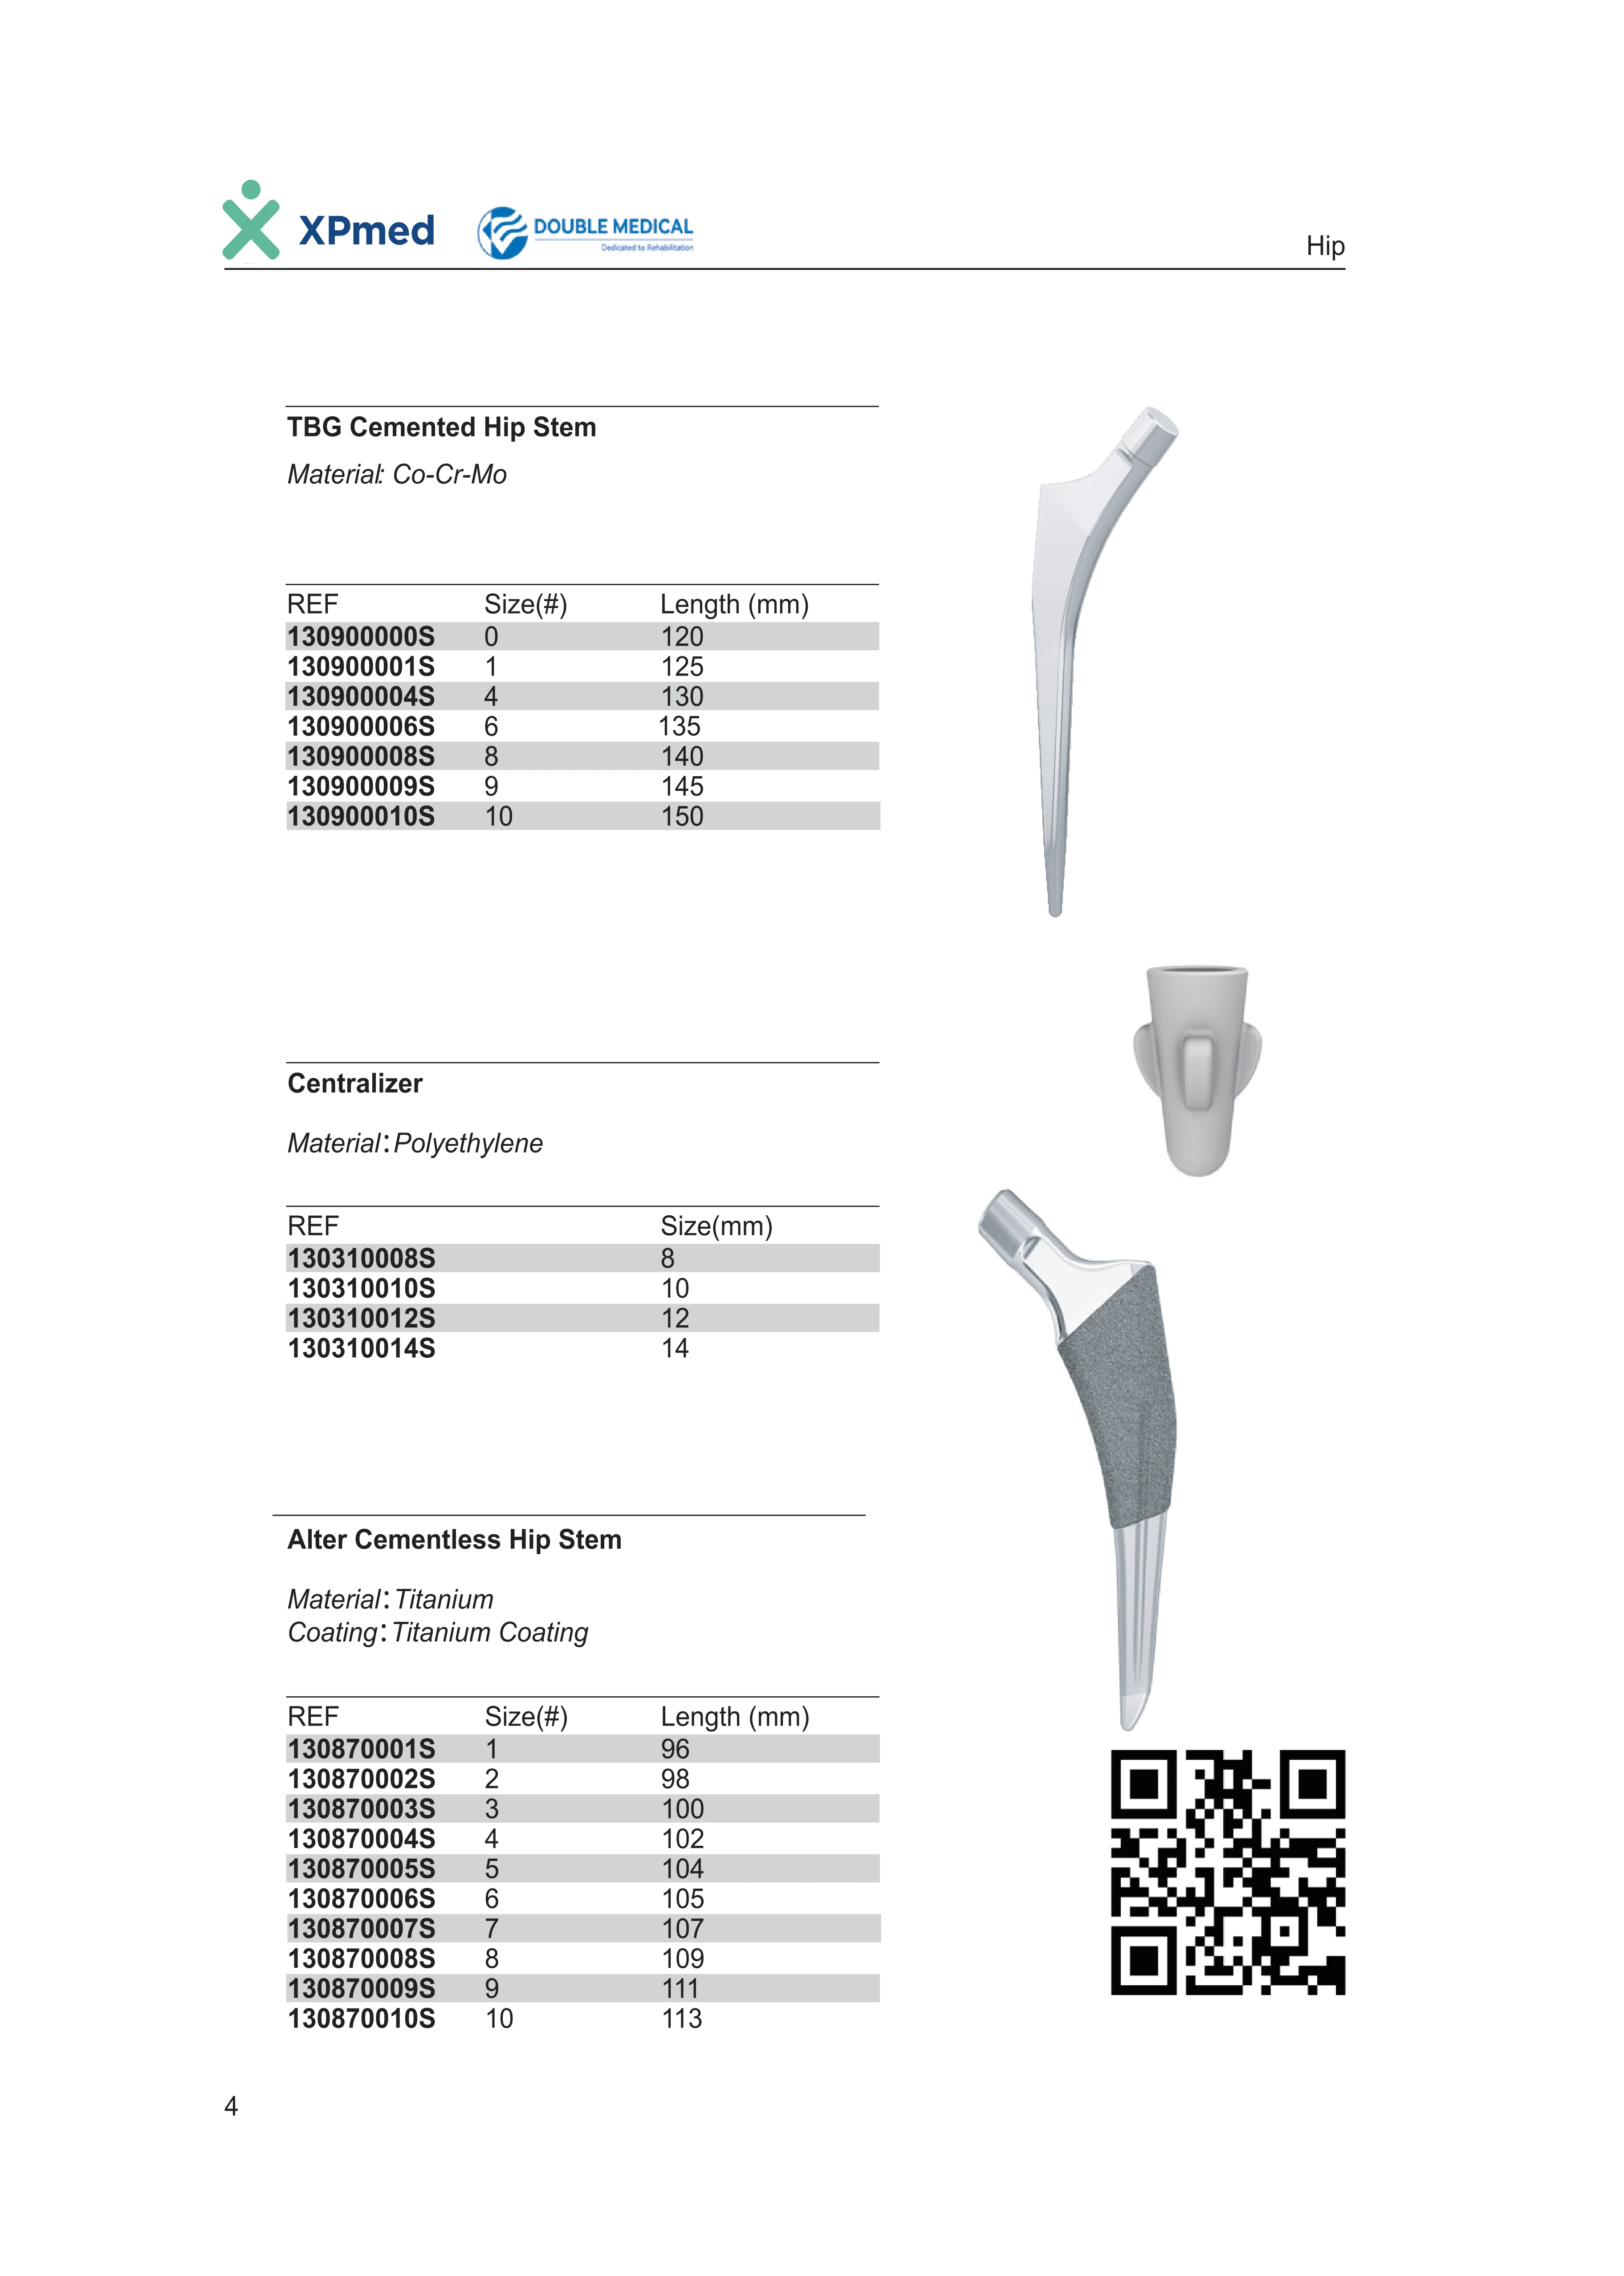 XPmed
DOUBLE MEDICAL
Dedicated to Rehabilitation
Hip
TBG Cemented Hip Stem
Material: Co-Cr-Mo
REF Size(#) Length (mm)
130900000S 0 120
130900001S 1 125
130900004S 4 130
130900006S 6 135
130900008S 8 140
130900009S 9 145
130900010S 10 150
Centralizer
Material:Polyethylene
REF Size(mm)
130310008S 8
130310010S 10
130310012S 12
130310014S 14
Alter Cementless Hip Stem
Material:Titanium
Coating:Titanium Coating
REF Size(#) Length (mm)
130870001S 1 96
130870002S 2 98
130870003S 3 100
130870004S 4 102
130870005S 5 104
130870006S 6 105
130870007S 7 107
130870008S 8 109
130870009S 9 111
130870010S 10 113
4